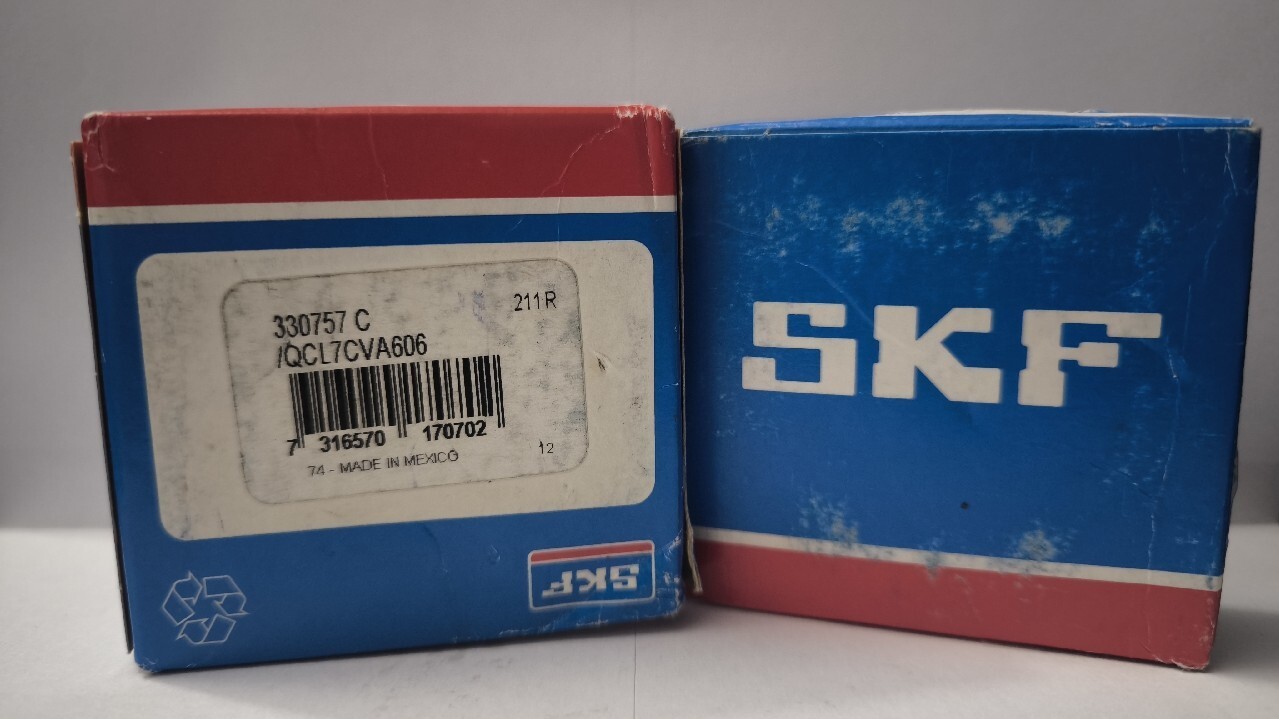 330757 C
211 R
/QCL7CVA606
7 316570 170702
74 - MADE IN MEXICO
12
SKF
SKF